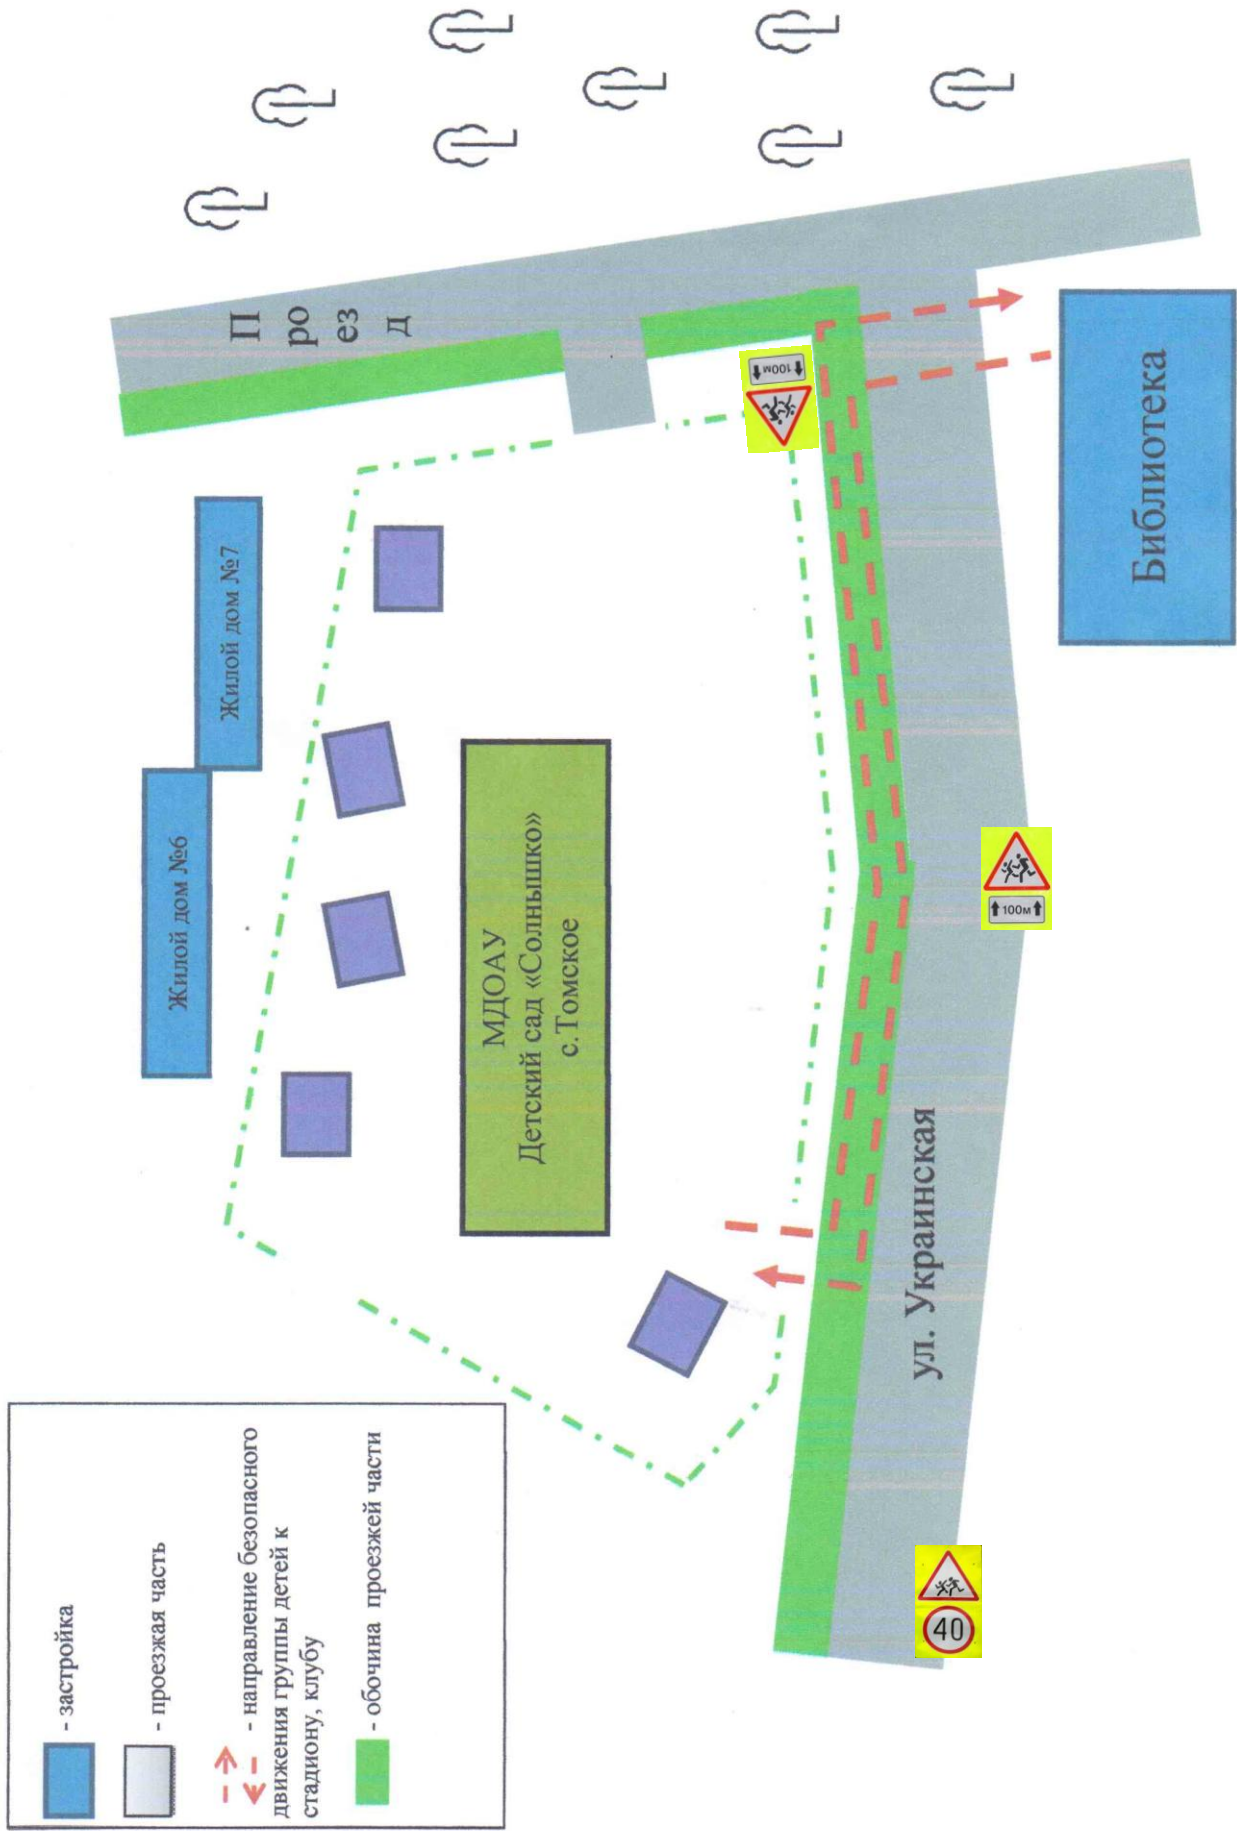 П
ро
ез
д
Жилой дом №7
Жилой дом №6
МДОАУ
Детский сад «Солнышко»
с.Томское
100м
100м
40
ул. Украинская
Библиотека
- застройка
- проезжая часть
- направление безопасного
движения группы детей к
стадиону, клубу
- обочина проезжей части